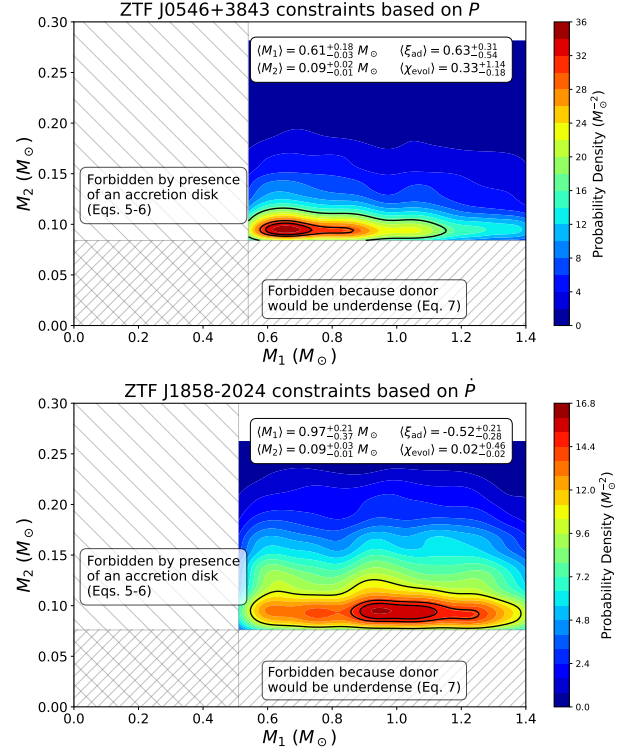 ZTF J0546+3843 constraints based on P
⟨M₁⟩ = 0.61+0.18−0.03 M⊙ ⟨ξad⟩ = 0.63+0.31−0.54
⟨M₂⟩ = 0.09+0.02−0.01 M⊙ ⟨χevol⟩ = 0.33+1.14−0.18
Forbidden by presence
of an accretion disk
(Eqs. 5-6)
Forbidden because donor
would be underdense (Eq. 7)
0.30
0.25
0.20
0.15
0.10
0.05
0.00
M₂ (M⊙)
0.0 0.2 0.4 0.6 0.8 1.0 1.2 1.4
M₁ (M⊙)
36
32
28
24
20
16
12
8
4
0
Probability Density (M⊙⁻²)
ZTF J1858-2024 constraints based on Ṗ
⟨M₁⟩ = 0.97+0.21−0.37 M⊙ ⟨ξad⟩ = -0.52+0.21−0.28
⟨M₂⟩ = 0.09+0.03−0.01 M⊙ ⟨χevol⟩ = 0.02+0.46−0.02
Forbidden by presence
of an accretion disk
(Eqs. 5-6)
Forbidden because donor
would be underdense (Eq. 7)
0.30
0.25
0.20
0.15
0.10
0.05
0.00
M₂ (M⊙)
0.0 0.2 0.4 0.6 0.8 1.0 1.2 1.4
M₁ (M⊙)
16.8
14.4
12.0
9.6
7.2
4.8
2.4
0.0
Probability Density (M⊙⁻²)